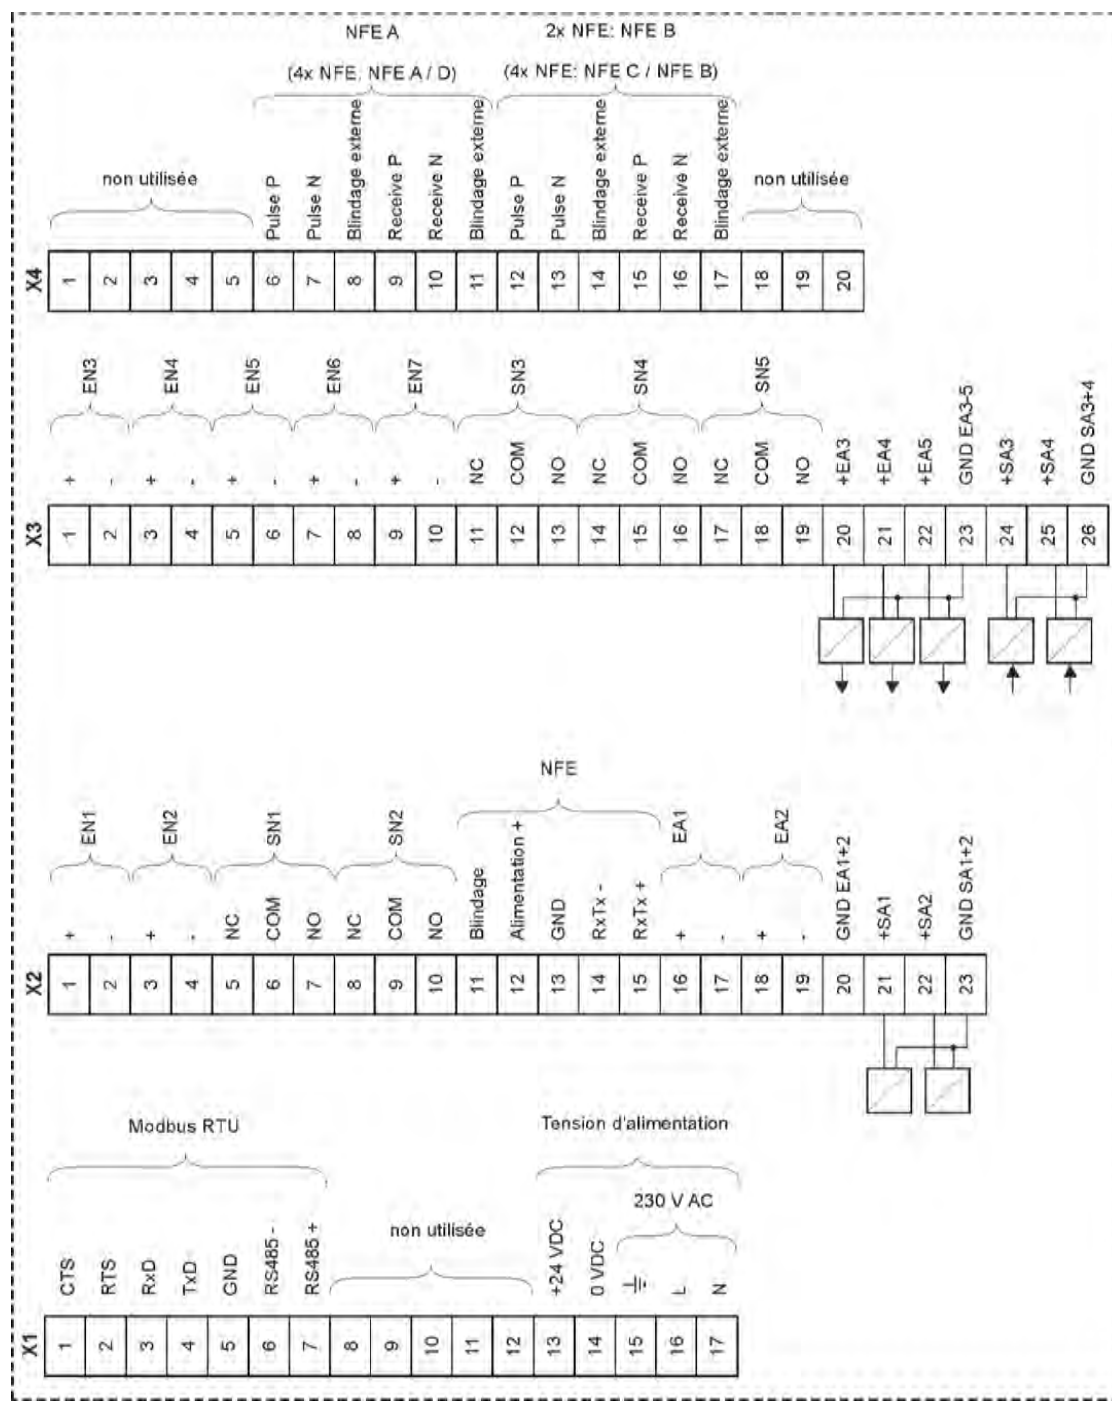 NFE A
2x NFE: NFE B
(4x NFE: NFE A / D)
(4x NFE: NFE C / NFE B)
non utilisée
Pulse P
Pulse N
Blindage externe
Receive P
Receive N
Blindage externe
Pulse P
Pulse N
Blindage externe
Receive P
Receive N
Blindage externe
non utilisée
X4
1
2
3
4
5
6
7
8
9
10
11
12
13
14
15
16
17
18
19
20
EN3
EN4
EN5
EN6
EN7
SN3
SN4
SN5
+
-
+
-
+
-
+
-
+
-
NC
COM
NO
NC
COM
NO
NC
COM
NO
+EA3
+EA4
+EA5
GND EA3-5
+SA3
+SA4
GND SA3+4
X3
1
2
3
4
5
6
7
8
9
10
11
12
13
14
15
16
17
18
19
20
21
22
23
24
25
26
NFE
EN1
EN2
SN1
SN2
EA1
EA2
+
-
+
-
NC
COM
NO
NC
COM
NO
Blindage
Alimentation +
GND
RxTx -
RxTx +
+
-
+
-
GND EA1+2
+SA1
+SA2
GND SA1+2
X2
1
2
3
4
5
6
7
8
9
10
11
12
13
14
15
16
17
18
19
20
21
22
23
Modbus RTU
Tension d'alimentation
230 V AC
non utilisée
CTS
RTS
RxD
TxD
GND
RS485 -
RS485 +
+24 VDC
0 VDC
L
N
X1
1
2
3
4
5
6
7
8
9
10
11
12
13
14
15
16
17